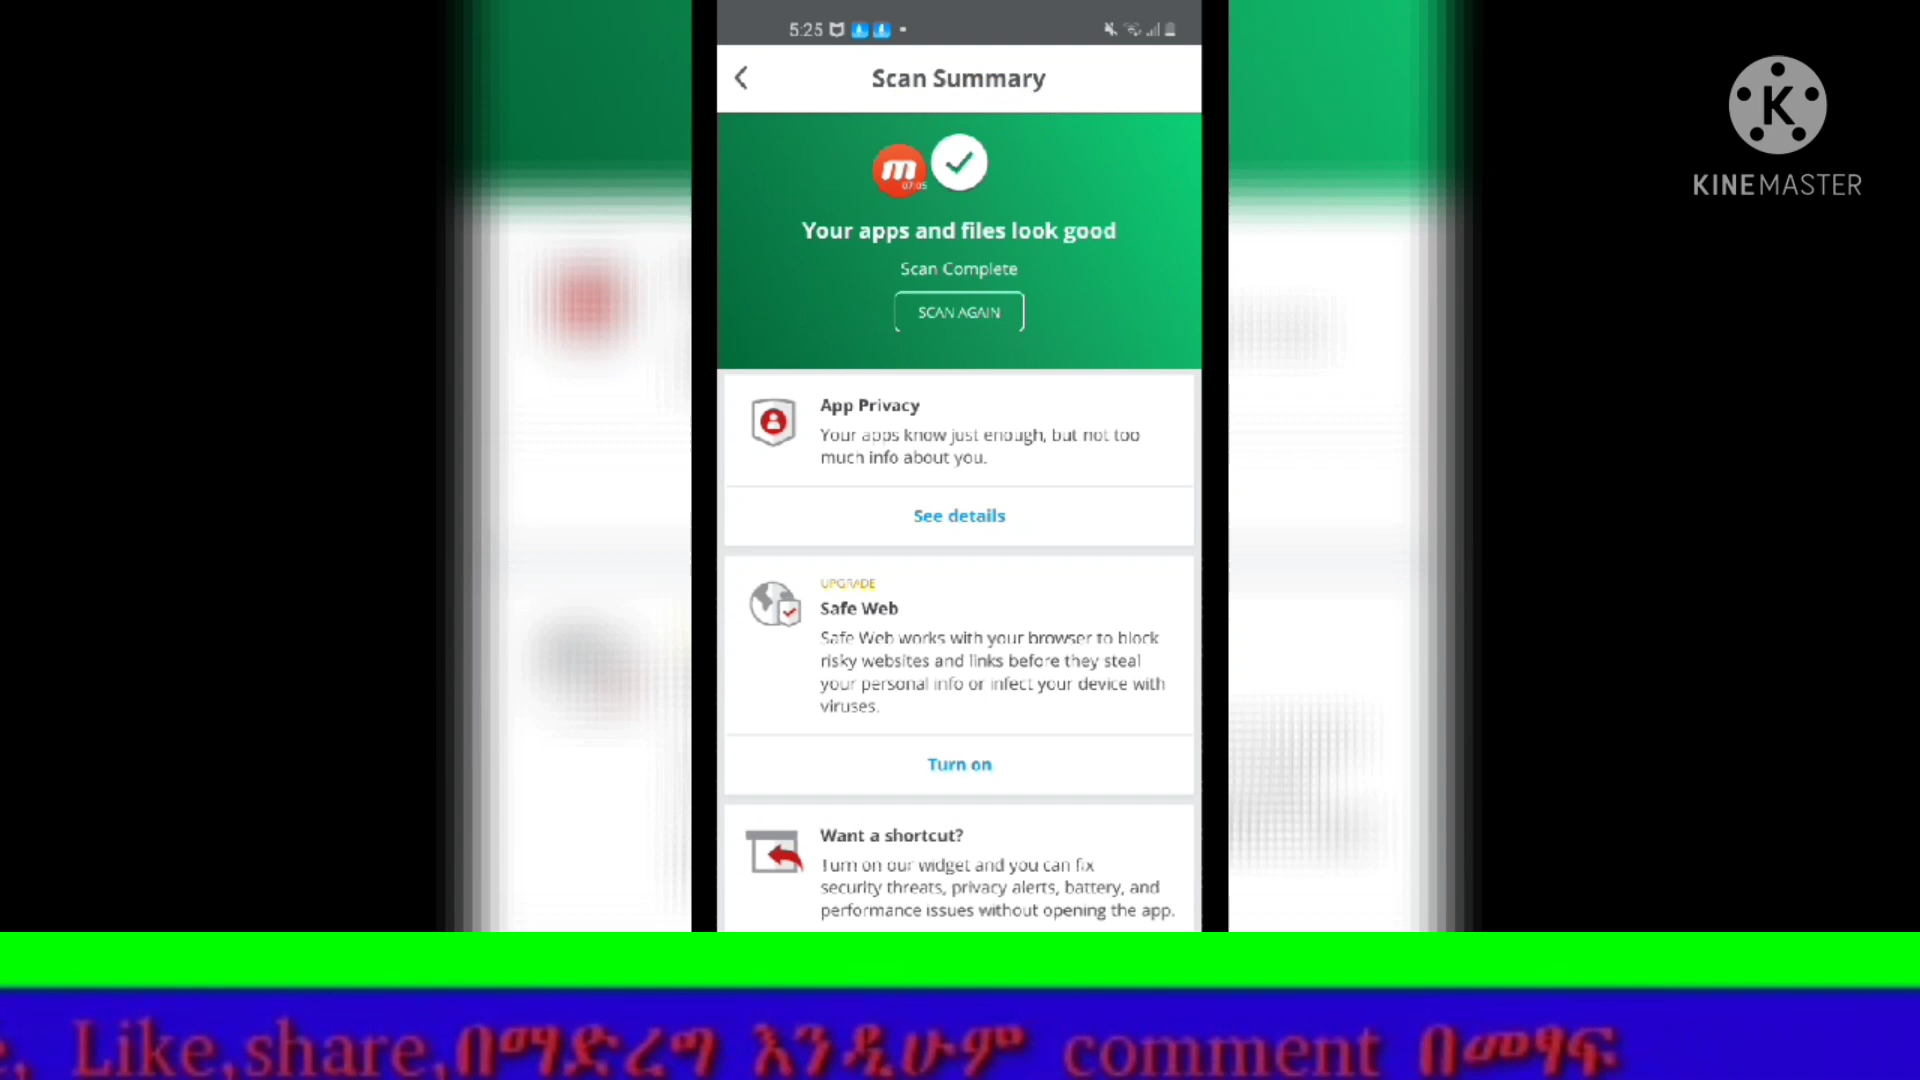 5:25
Scan Summary
m
07:05
Your apps and files look good
Scan Complete
SCAN AGAIN
App Privacy
Your apps know just enough, but not too
much info about you.
See details
UPGRADE
Safe Web
Safe Web works with your browser to block
risky websites and links before they steal
your personal info or infect your device with
viruses.
Turn on
Want a shortcut?
Turn on our widget and you can fix
security threats, privacy alerts, battery, and
performance issues without opening the app.
K
KINEMASTER
Like,share,በማድረግ እንዲሁም comment በመፃፍ